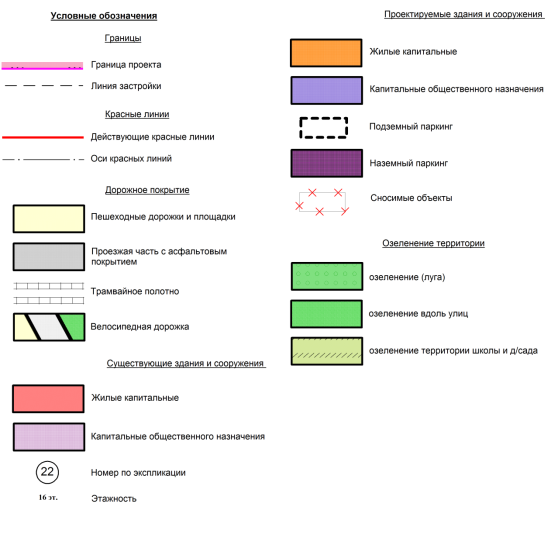 Условные обозначения
Границы
Граница проекта
Линия застройки
Красные линии
Действующие красные линии
Оси красных линий
Дорожное покрытие
Пешеходные дорожки и площадки
Проезжая часть с асфальтовым
покрытием
Трамвайное полотно
Велосипедная дорожка
Существующие здания и сооружения
Жилые капитальные
Капитальные общественного назначения
22 Номер по экспликации
16 эт. Этажность
Проектируемые здания и сооружения
Жилые капитальные
Капитальные общественного назначения
Подземный паркинг
Наземный паркинг
Сносимые объекты
Озеленение территории
озеленение (луга)
озеленение вдоль улиц
озеленение территории школы и д/сада